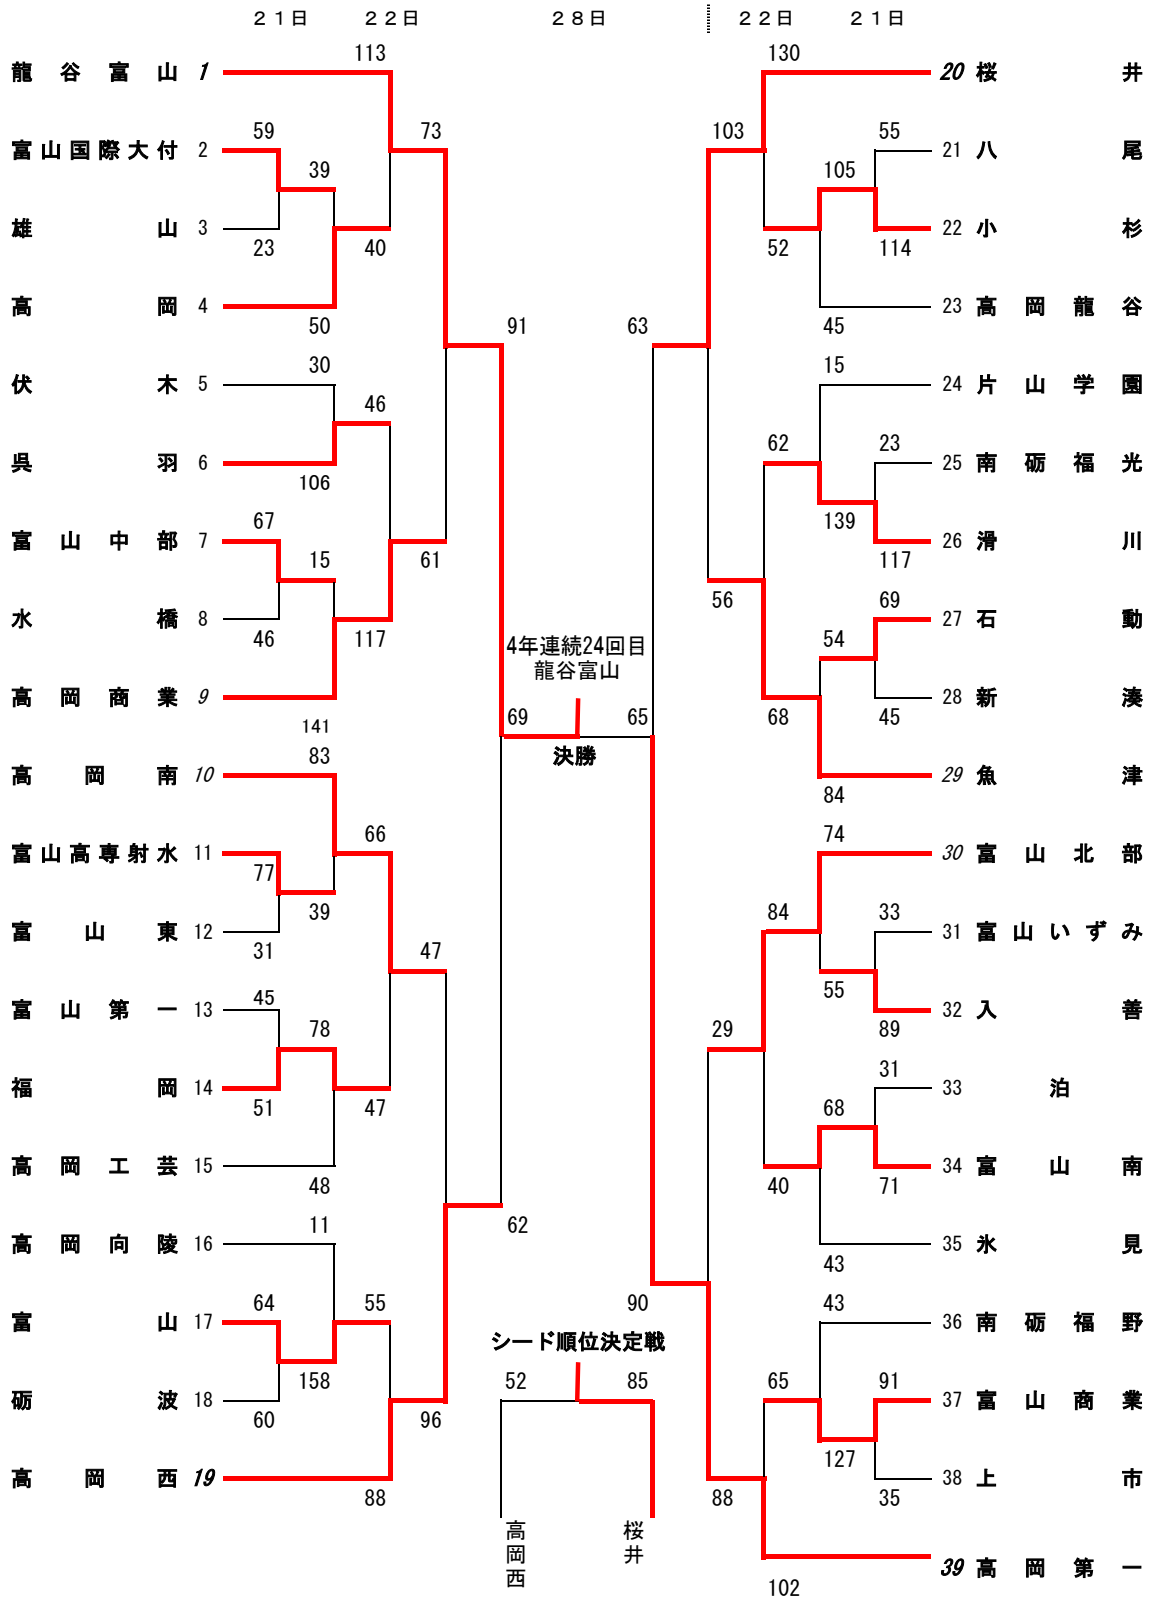 ２１日 ２２日 ２８日 ２２日 ２１日
113 130
龍谷富山 1 20 桜井
59 73 103 55
富山国際大付 2 21 八尾
39 105
雄山 3 22 小杉
23 40 52 114
高岡 4 23 高岡龍谷
50 91 63 45
30 15
伏木 5 24 片山学園
46 62 23
呉羽 6 25 南砺福光
106
67 139
富山中部 7 26 滑川
15 61 117
56 69
水橋 8 27 石動
46 117 54
4年連続24回目
龍谷富山
高岡商業 9 28 新湊
141 69 65 68 45
83 決勝
高岡南 10 29 魚津
84
66 74
富山高専射水 11 30 富山北部
77
39 84 33
富山東 12 31 富山いずみ
31 47
45 55
富山第一 13 32 入善
78 29 89
31
福岡 14 33 泊
51 47 68
高岡工芸 15 34 富山南
48 40 71
11 62
高岡向陵 16 35 氷見
43
64 55 90 43
富山 17 36 南砺福野
シード順位決定戦
158 52 85 65 91
砺波 18 37 富山商業
60 96
127
高岡西 19 38 上市
88 88 35
高岡西 桜井
39 高岡第一
102